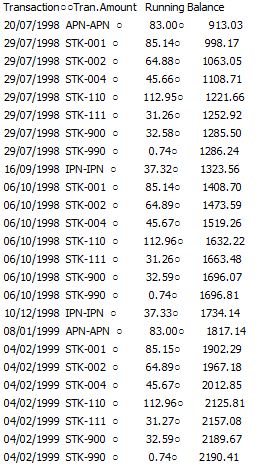 Transaction○○Tran.Amount Running Balance
20/07/1998 APN-APN ○ 83.00○ 913.03
29/07/1998 STK-001 ○ 85.14○ 998.17
29/07/1998 STK-002 ○ 64.88○ 1063.05
29/07/1998 STK-004 ○ 45.66○ 1108.71
29/07/1998 STK-110 ○ 112.95○ 1221.66
29/07/1998 STK-111 ○ 31.26○ 1252.92
29/07/1998 STK-900 ○ 32.58○ 1285.50
29/07/1998 STK-990 ○ 0.74○ 1286.24
16/09/1998 IPN-IPN ○ 37.32○ 1323.56
06/10/1998 STK-001 ○ 85.14○ 1408.70
06/10/1998 STK-002 ○ 64.89○ 1473.59
06/10/1998 STK-004 ○ 45.67○ 1519.26
06/10/1998 STK-110 ○ 112.96○ 1632.22
06/10/1998 STK-111 ○ 31.26○ 1663.48
06/10/1998 STK-900 ○ 32.59○ 1696.07
06/10/1998 STK-990 ○ 0.74○ 1696.81
10/12/1998 IPN-IPN ○ 37.33○ 1734.14
08/01/1999 APN-APN ○ 83.00○ 1817.14
04/02/1999 STK-001 ○ 85.15○ 1902.29
04/02/1999 STK-002 ○ 64.89○ 1967.18
04/02/1999 STK-004 ○ 45.67○ 2012.85
04/02/1999 STK-110 ○ 112.96○ 2125.81
04/02/1999 STK-111 ○ 31.27○ 2157.08
04/02/1999 STK-900 ○ 32.59○ 2189.67
04/02/1999 STK-990 ○ 0.74○ 2190.41